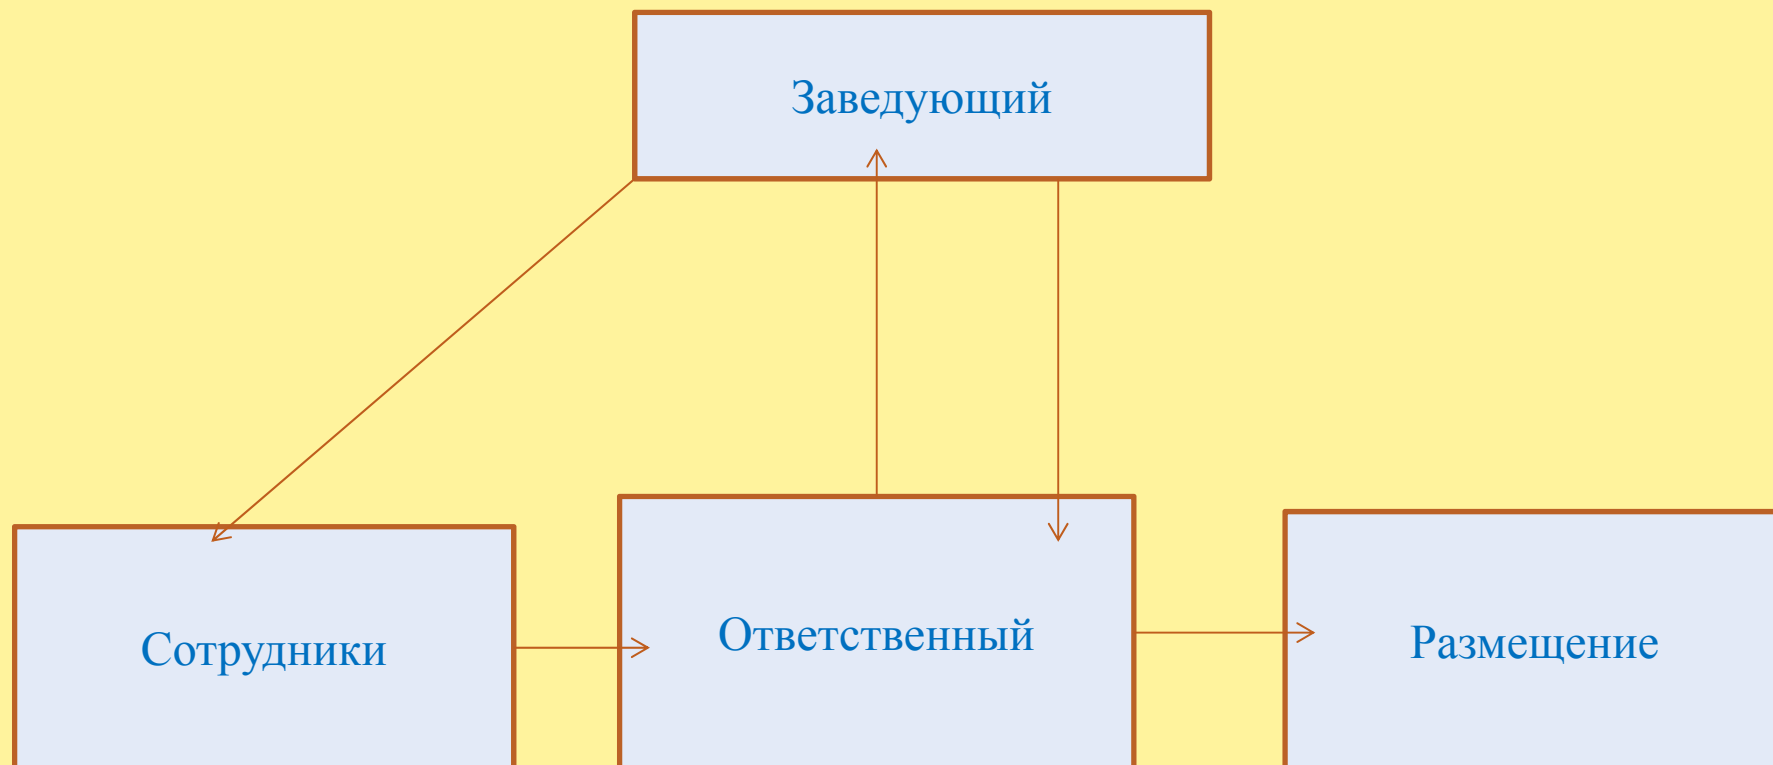 Заведующий
Сотрудники
Ответственный
Размещение